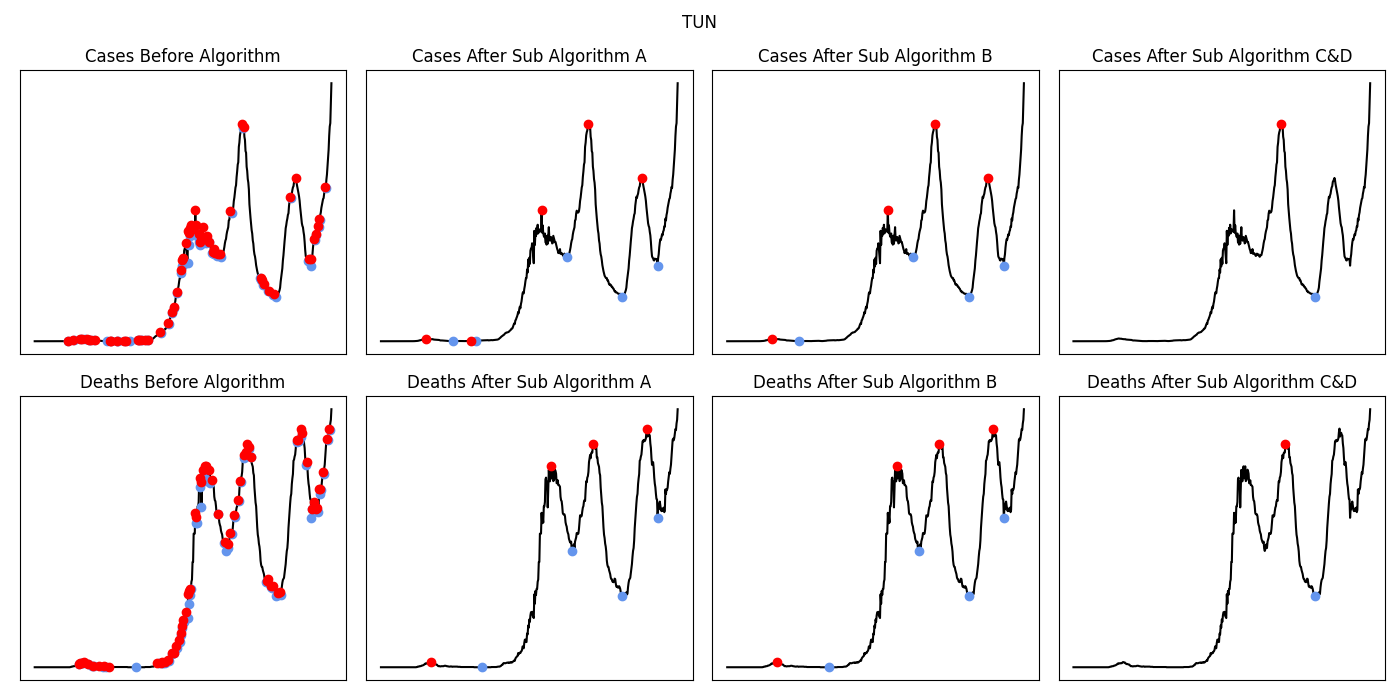 TUN
Cases Before Algorithm
Cases After Sub Algorithm A
Cases After Sub Algorithm B
Cases After Sub Algorithm C&D
Deaths Before Algorithm
Deaths After Sub Algorithm A
Deaths After Sub Algorithm B
Deaths After Sub Algorithm C&D